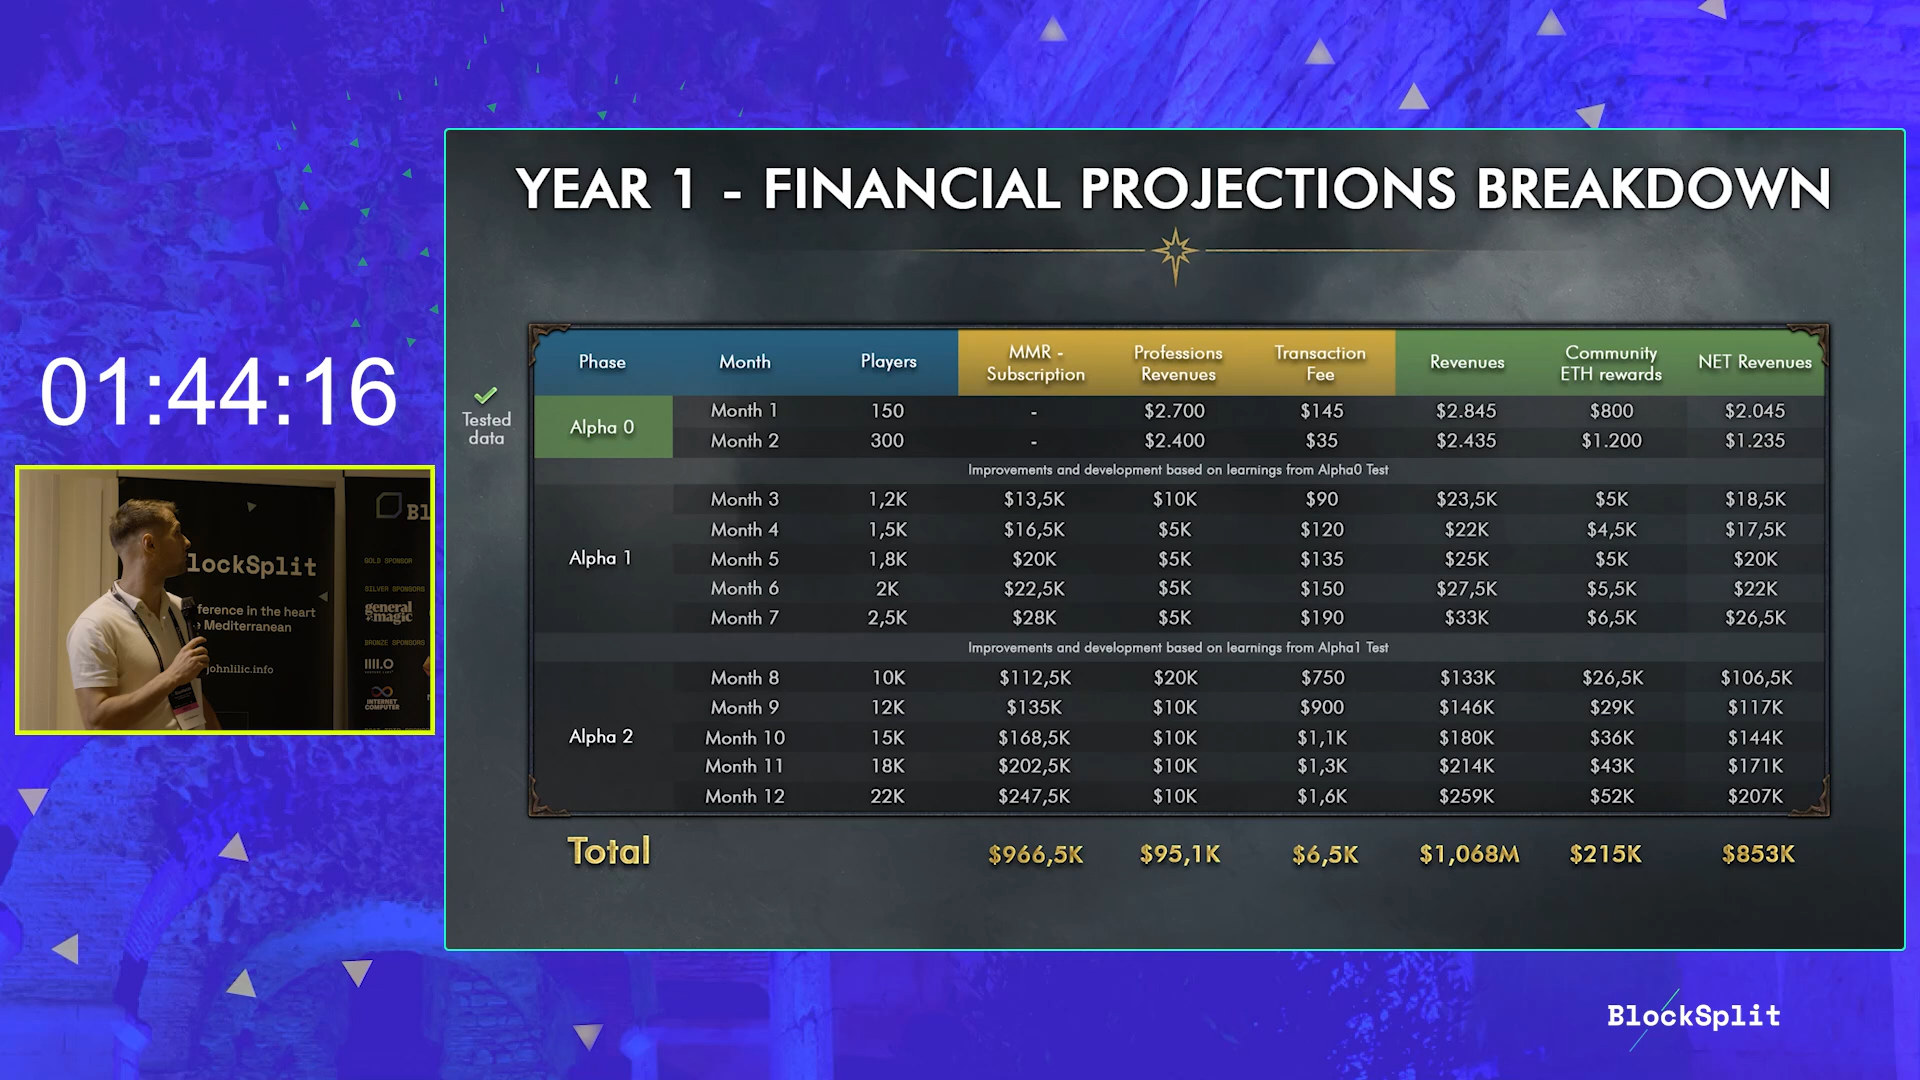 YEAR 1 - FINANCIAL PROJECTIONS BREAKDOWN
01:44:16
Tested
data
Phase Month Players MMR - Subscription Professions Revenues Transaction Fee Revenues Community ETH rewards NET Revenues
Alpha 0
Month 1 150 - $2.700 $145 $2.845 $800 $2.045
Month 2 300 - $2.400 $35 $2.435 $1.200 $1.235
Improvements and development based on learnings from Alpha0 Test
Alpha 1
Month 3 1,2K $13,5K $10K $90 $23,5K $5K $18,5K
Month 4 1,5K $16,5K $5K $120 $22K $4,5K $17,5K
Month 5 1,8K $20K $5K $135 $25K $5K $20K
Month 6 2K $22,5K $5K $150 $27,5K $5,5K $22K
Month 7 2,5K $28K $5K $190 $33K $6,5K $26,5K
Improvements and development based on learnings from Alpha1 Test
Alpha 2
Month 8 10K $112,5K $20K $750 $133K $26,5K $106,5K
Month 9 12K $135K $10K $900 $146K $29K $117K
Month 10 15K $168,5K $10K $1,1K $180K $36K $144K
Month 11 18K $202,5K $10K $1,3K $214K $43K $171K
Month 12 22K $247,5K $10K $1,6K $259K $52K $207K
Total $966,5K $95,1K $6,5K $1,068M $215K $853K
lockSplit
ference in the heart
Mediterranean
johnlilic.info
Bl
GOLD SPONSOR
SILVER SPONSORS
general
magic
BRONZE SPONSORS
INTERNET
COMPUTER
BlockSplit